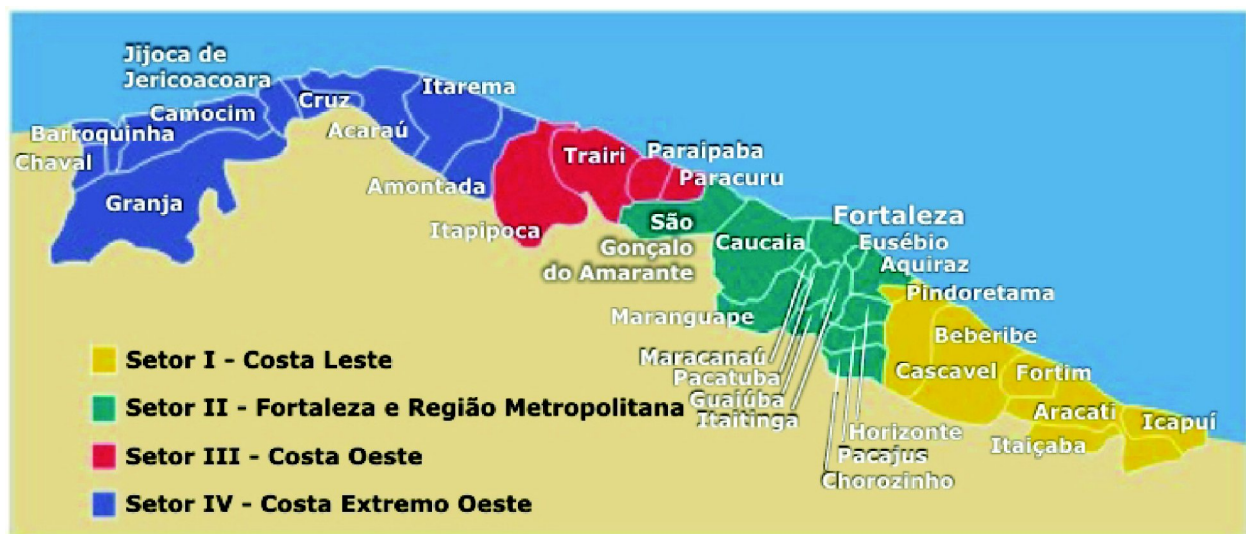 Jijoca de
Jericoacoara
Cruz
Itarema
Camocim
Acaraú
Barroquinha
Chaval
Granja
Amontada
Itapipoca
Trairi
Paraipaba
Paracuru
São
Gonçalo
do Amarante
Caucaia
Fortaleza
Eusébio
Aquiraz
Pindoretama
Maranguape
Maracanaú
Pacatuba
Guaiúba
Itaitinga
Horizonte
Pacajus
Chorozinho
Beberibe
Cascavel
Fortim
Aracati
Icapuí
Itaiçaba
Setor I - Costa Leste
Setor II - Fortaleza e Região Metropolitana
Setor III - Costa Oeste
Setor IV - Costa Extremo Oeste